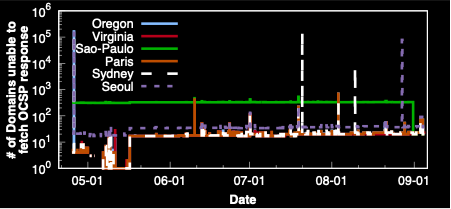 # of Domains unable to
fetch OCSP response
10^6
10^5
10^4
10^3
10^2
10^1
10^0
Oregon
Virginia
Sao-Paulo
Paris
Sydney
Seoul
05-01 06-01 07-01 08-01 09-01
Date